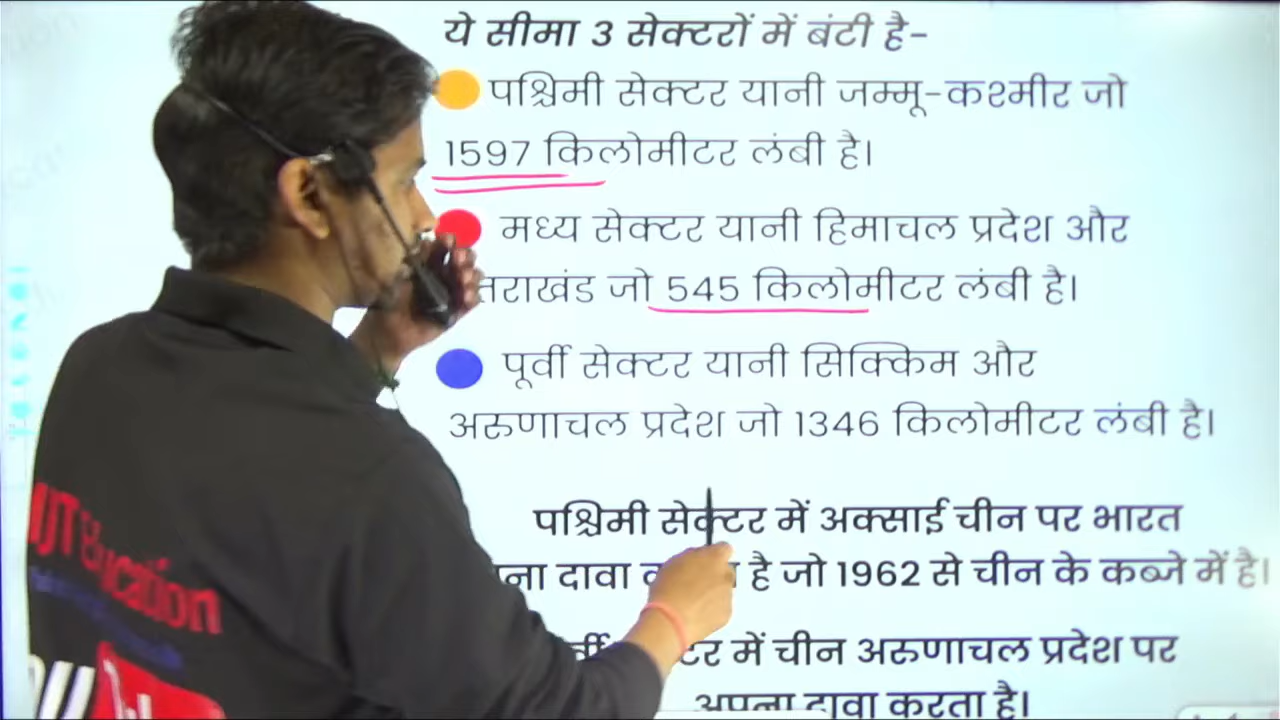 ये सीमा 3 सेक्टरों में बंटी है-
पश्चिमी सेक्टर यानी जम्मू-कश्मीर जो
1597 किलोमीटर लंबी है।
मध्य सेक्टर यानी हिमाचल प्रदेश और
तराखंड जो 545 किलोमीटर लंबी है।
पूर्वी सेक्टर यानी सिक्किम और
अरुणाचल प्रदेश जो 1346 किलोमीटर लंबी है।
पश्चिमी सेक्टर में अक्साई चीन पर भारत
ना दावा है जो 1962 से चीन के कब्जे में है।
टर में चीन अरुणाचल प्रदेश पर
अपना दावा करता है।
Education